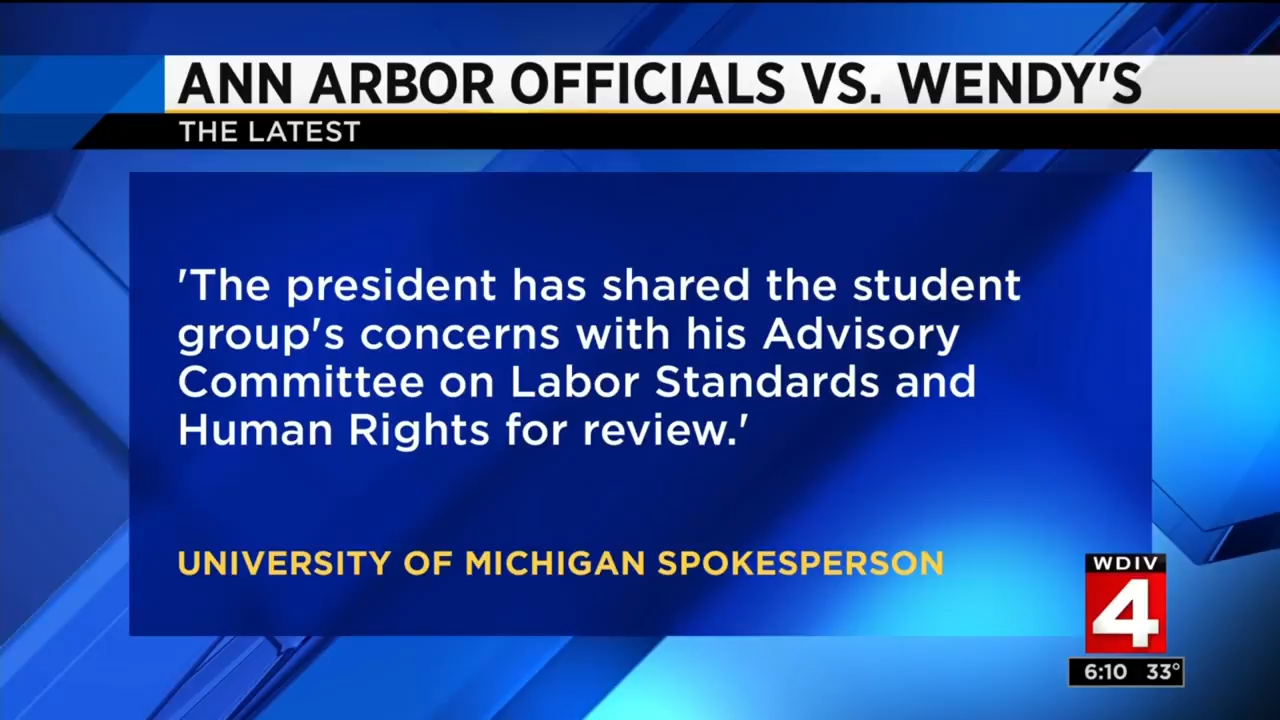 ANN ARBOR OFFICIALS VS. WENDY'S
THE LATEST
'The president has shared the student
group's concerns with his Advisory
Committee on Labor Standards and
Human Rights for review.'
UNIVERSITY OF MICHIGAN SPOKESPERSON
WDIV
4
6:10 33°